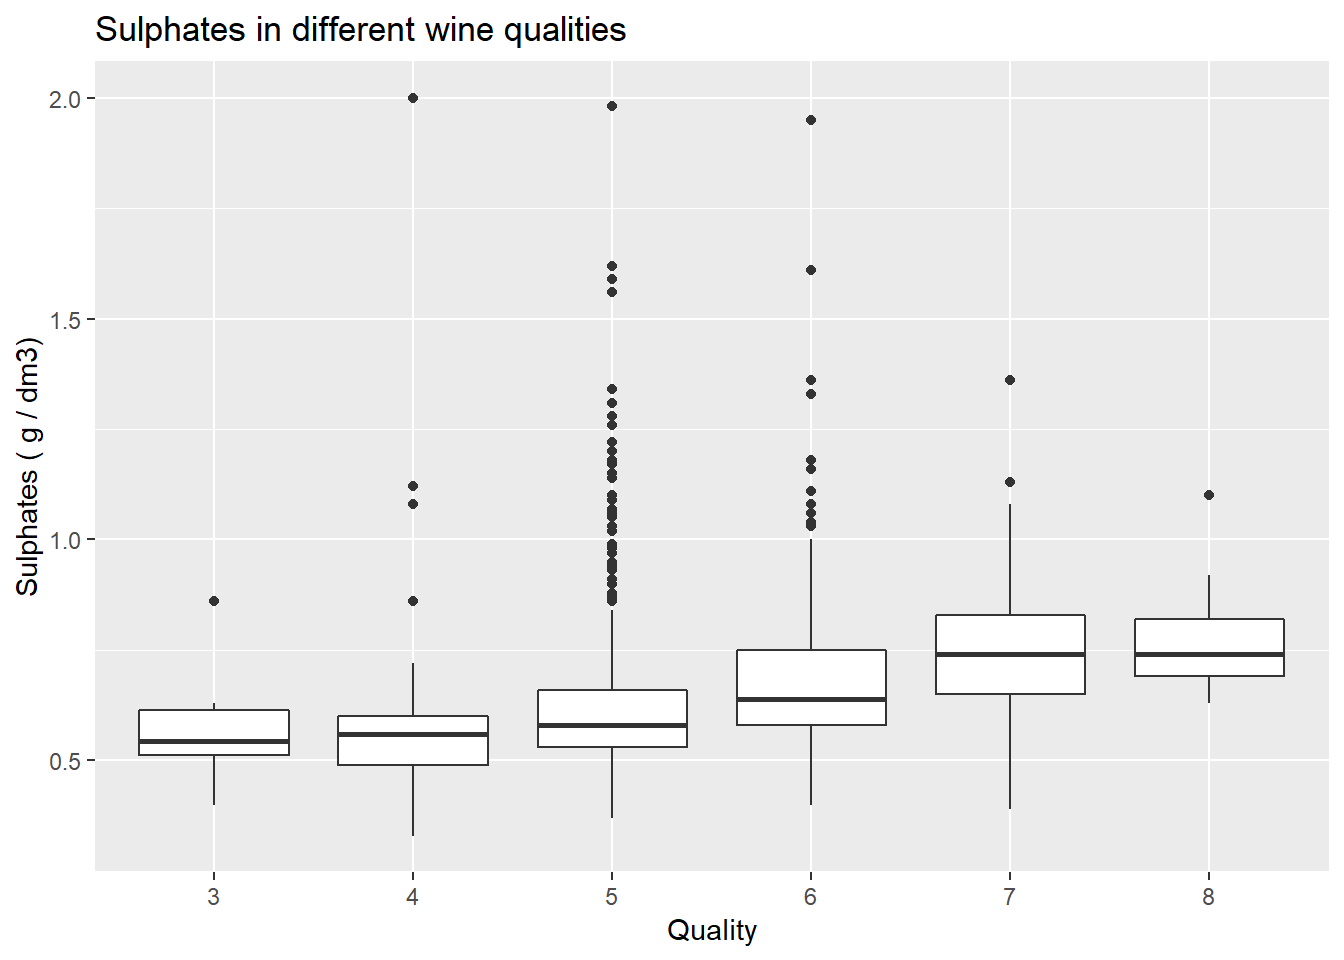 Sulphates in different wine qualities
2.0
1.5
1.0
0.5
Sulphates ( g / dm3)
3 4 5 6 7 8
Quality